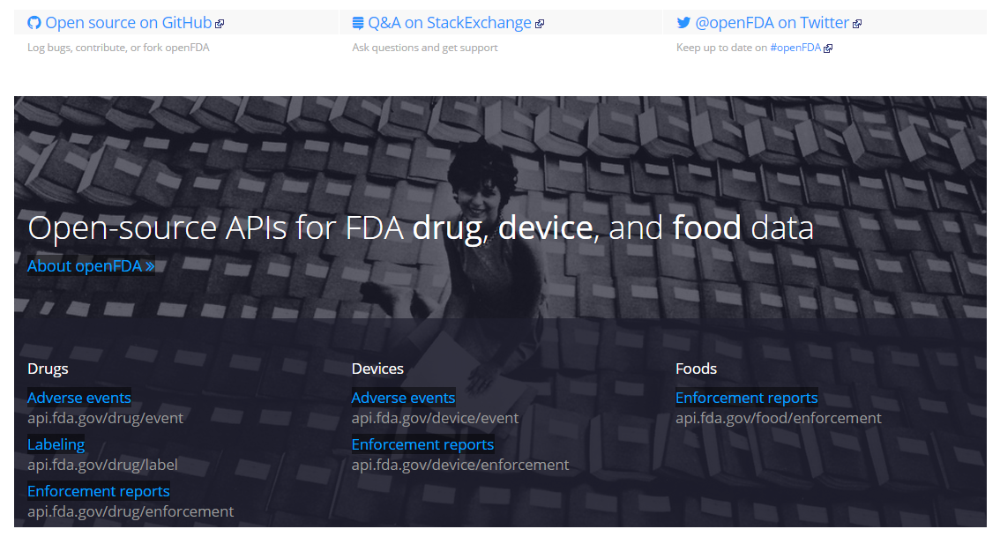 Open source on GitHub
Log bugs, contribute, or fork openFDA
Q&A on StackExchange
Ask questions and get support
@openFDA on Twitter
Keep up to date on #openFDA
Open-source APIs for FDA drug, device, and food data
About openFDA »
Drugs
Adverse events
api.fda.gov/drug/event
Labeling
api.fda.gov/drug/label
Enforcement reports
api.fda.gov/drug/enforcement
Devices
Adverse events
api.fda.gov/device/event
Enforcement reports
api.fda.gov/device/enforcement
Foods
Enforcement reports
api.fda.gov/food/enforcement